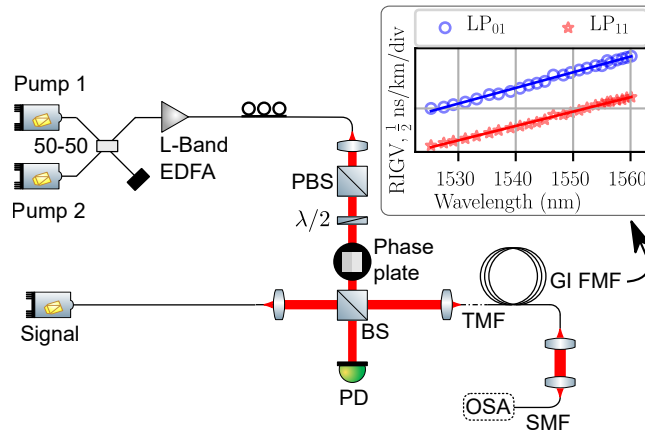 Pump 1
50-50
Pump 2
L-Band
EDFA
PBS
λ/2
Phase
plate
BS
PD
Signal
TMF
GI FMF
OSA
SMF
LP01
LP11
RIGV, 1/2 ns/km/div
1530 1540 1550 1560
Wavelength (nm)